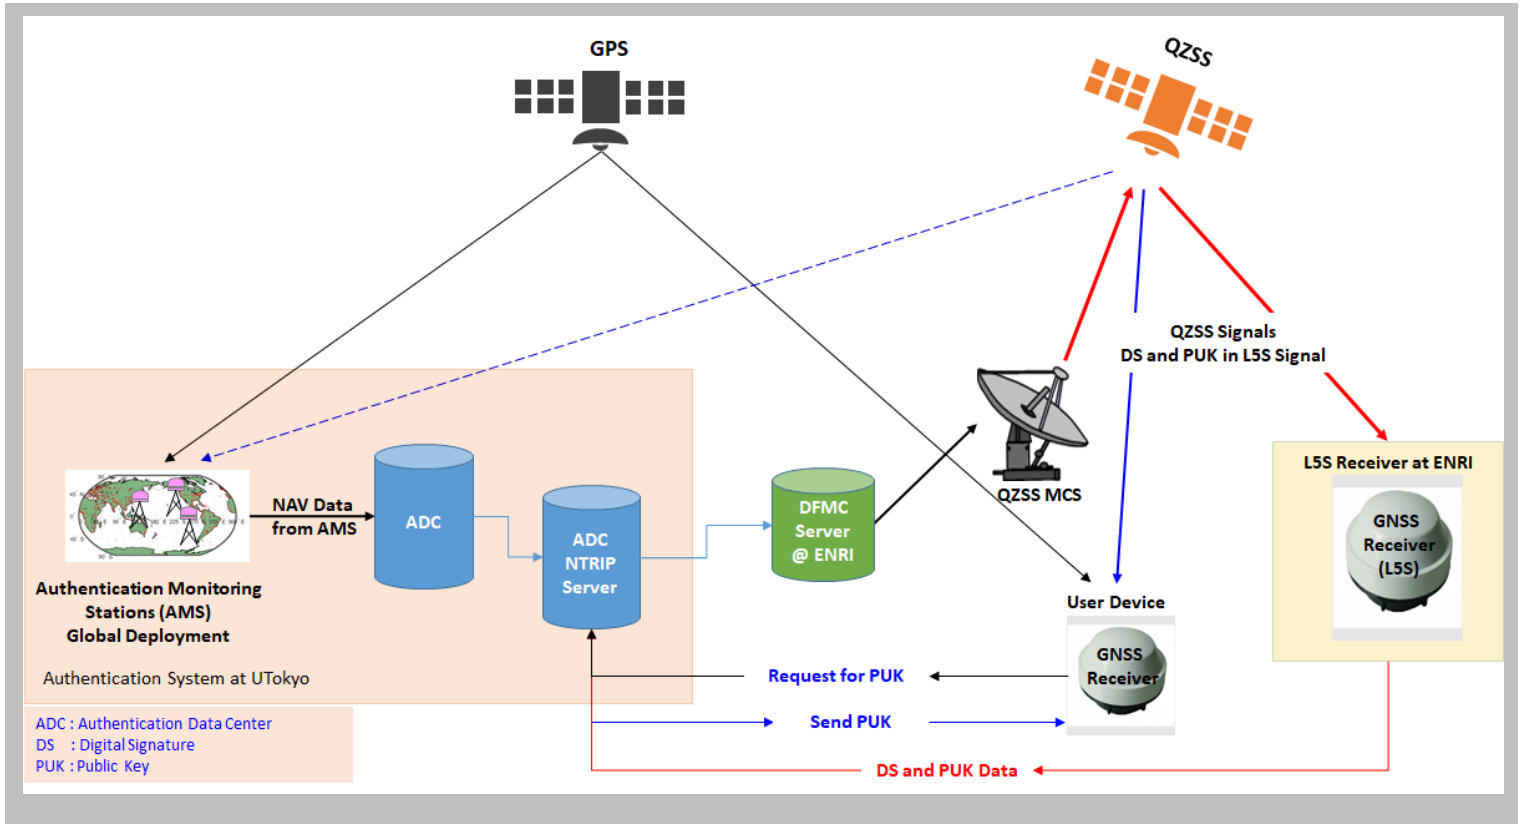 GPS
QZSS
QZSS Signals
DS and PUK in L5S Signal
L5S Receiver at ENRI
GNSS
Receiver
(L5S)
QZSS MCS
NAV Data
from AMS
ADC
ADC
NTRIP
Server
DFMC
Server
@ ENRI
Authentication Monitoring
Stations (AMS)
Global Deployment
Authentication System at UTokyo
User Device
GNSS
Receiver
Request for PUK
Send PUK
DS and PUK Data
ADC : Authentication Data Center
DS : Digital Signature
PUK : Public Key